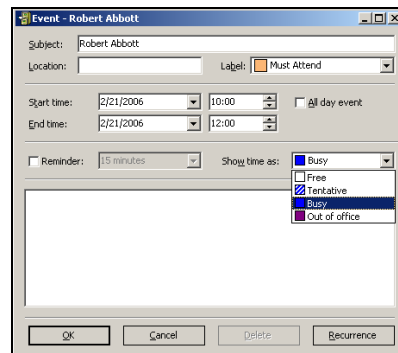 Event - Robert Abbott
Subject: Robert Abbott
Location: Label: Must Attend
Start time: 2/21/2006 10:00 All day event
End time: 2/21/2006 12:00
Reminder: 15 minutes Show time as: Busy
Free
Tentative
Busy
Out of office
OK Cancel Delete Recurrence